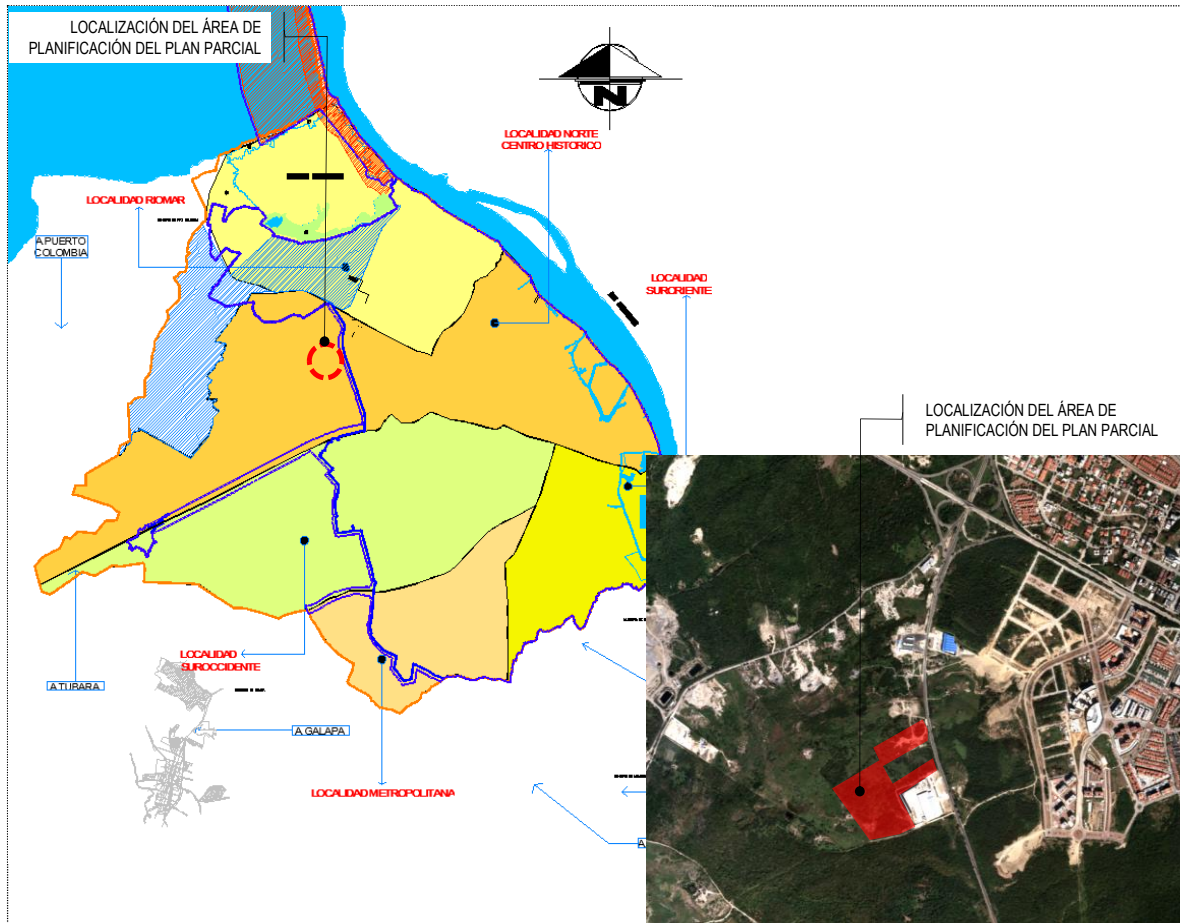 LOCALIZACIÓN DEL ÁREA DE
PLANIFICACIÓN DEL PLAN PARCIAL
N
LOCALIDAD NORTE
CENTRO HISTORICO
LOCALIDAD RIOMAR
A PUERTO
COLOMBIA
LOCALIDAD
SURORIENTE
LOCALIZACIÓN DEL ÁREA DE
PLANIFICACIÓN DEL PLAN PARCIAL
LOCALIDAD
SUROCCIDENTE
A TUBARA
A GALAPA
LOCALIDAD METROPOLITANA
A